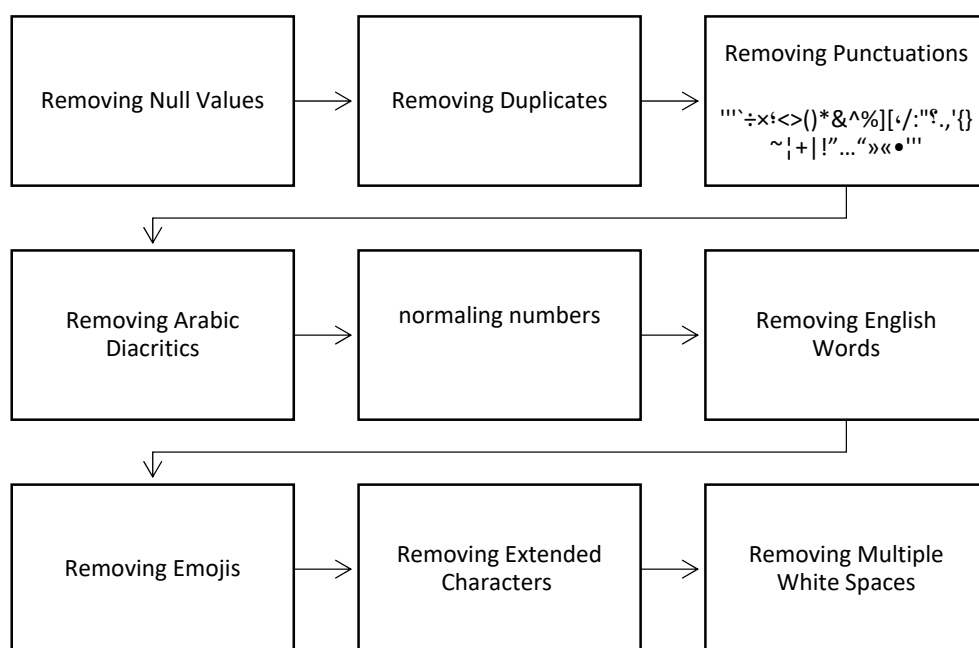 Removing Null Values
Removing Duplicates
Removing Punctuations
'''`÷×؛<>()*&^%][،/:"؟.,'{}
~¦+|!”…“»«•'''
Removing Arabic
Diacritics
normaling numbers
Removing English
Words
Removing Emojis
Removing Extended
Characters
Removing Multiple
White Spaces